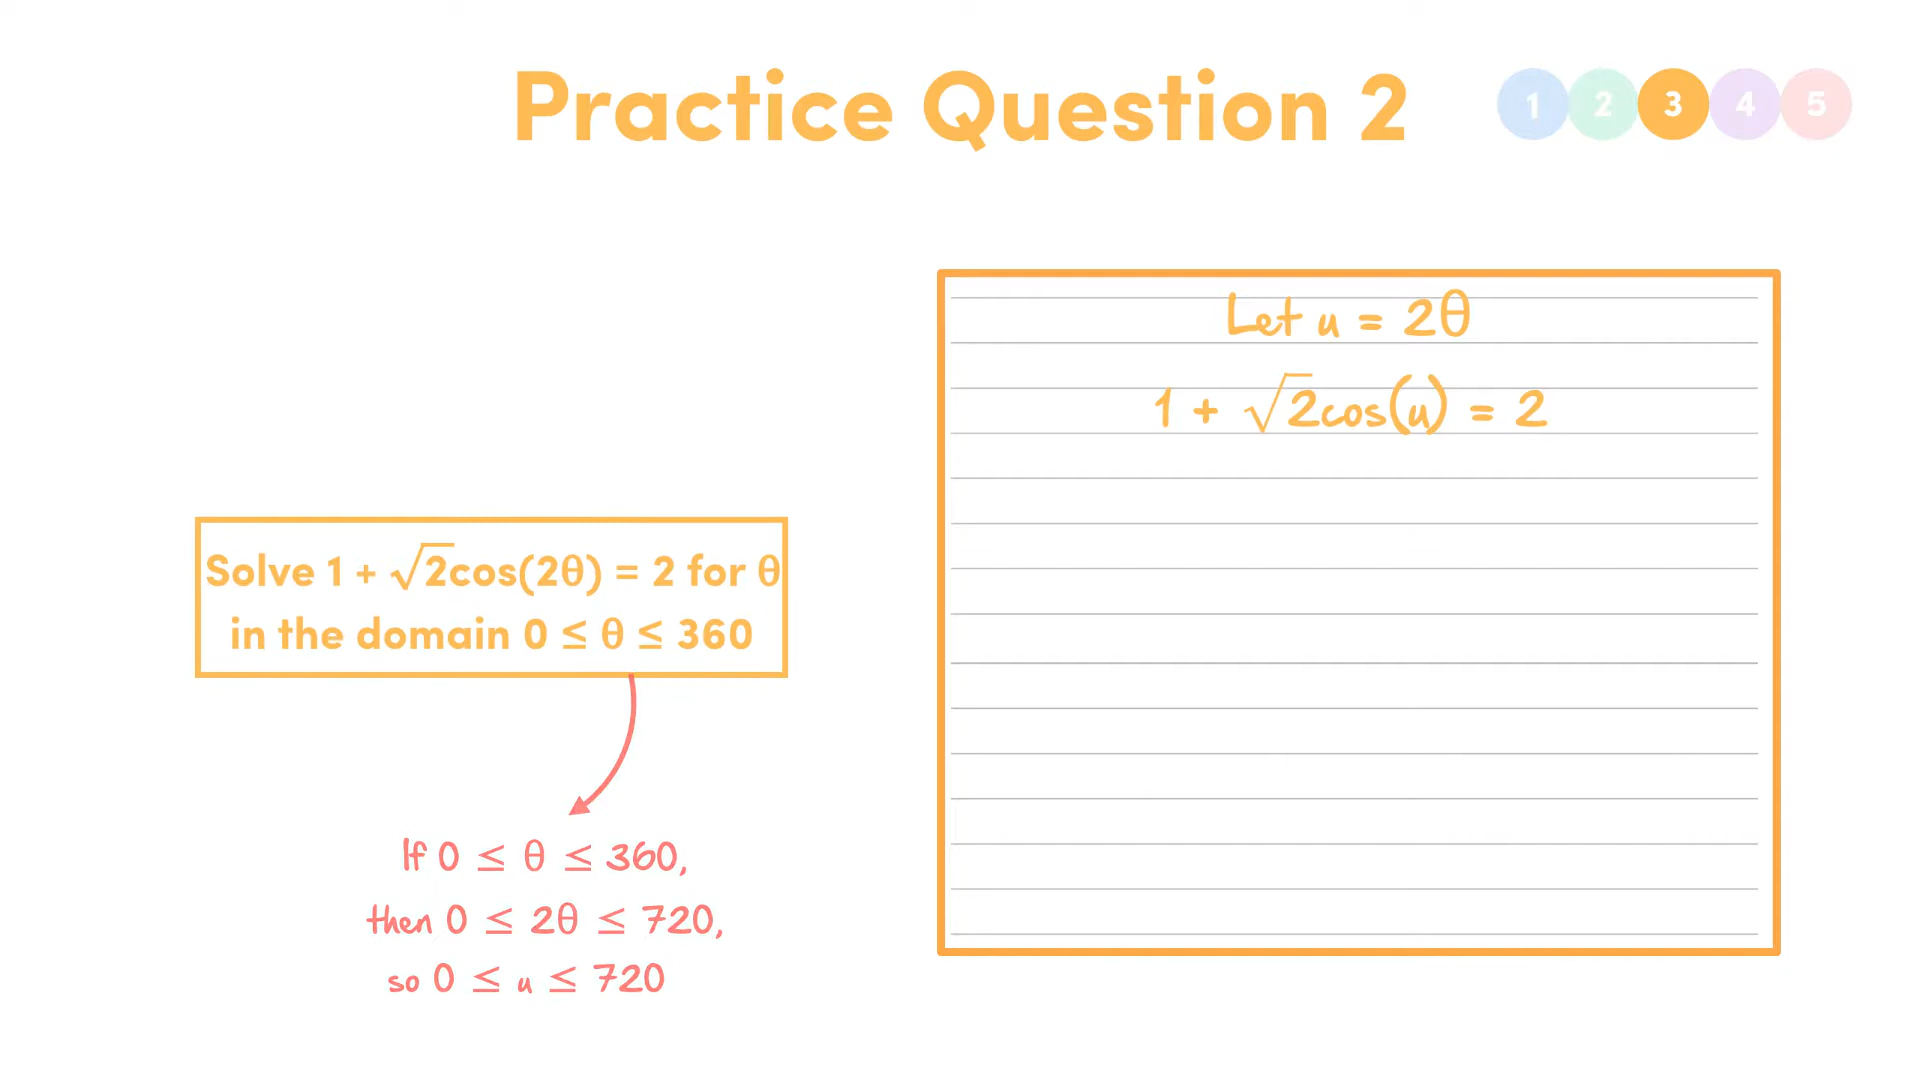 Practice Question 2
1 2 3 4 5
Let u = 2θ
1 + √2cos(u) = 2
Solve 1 + √2cos(2θ) = 2 for θ
in the domain 0 ≤ θ ≤ 360
If 0 ≤ θ ≤ 360,
then 0 ≤ 2θ ≤ 720,
so 0 ≤ u ≤ 720